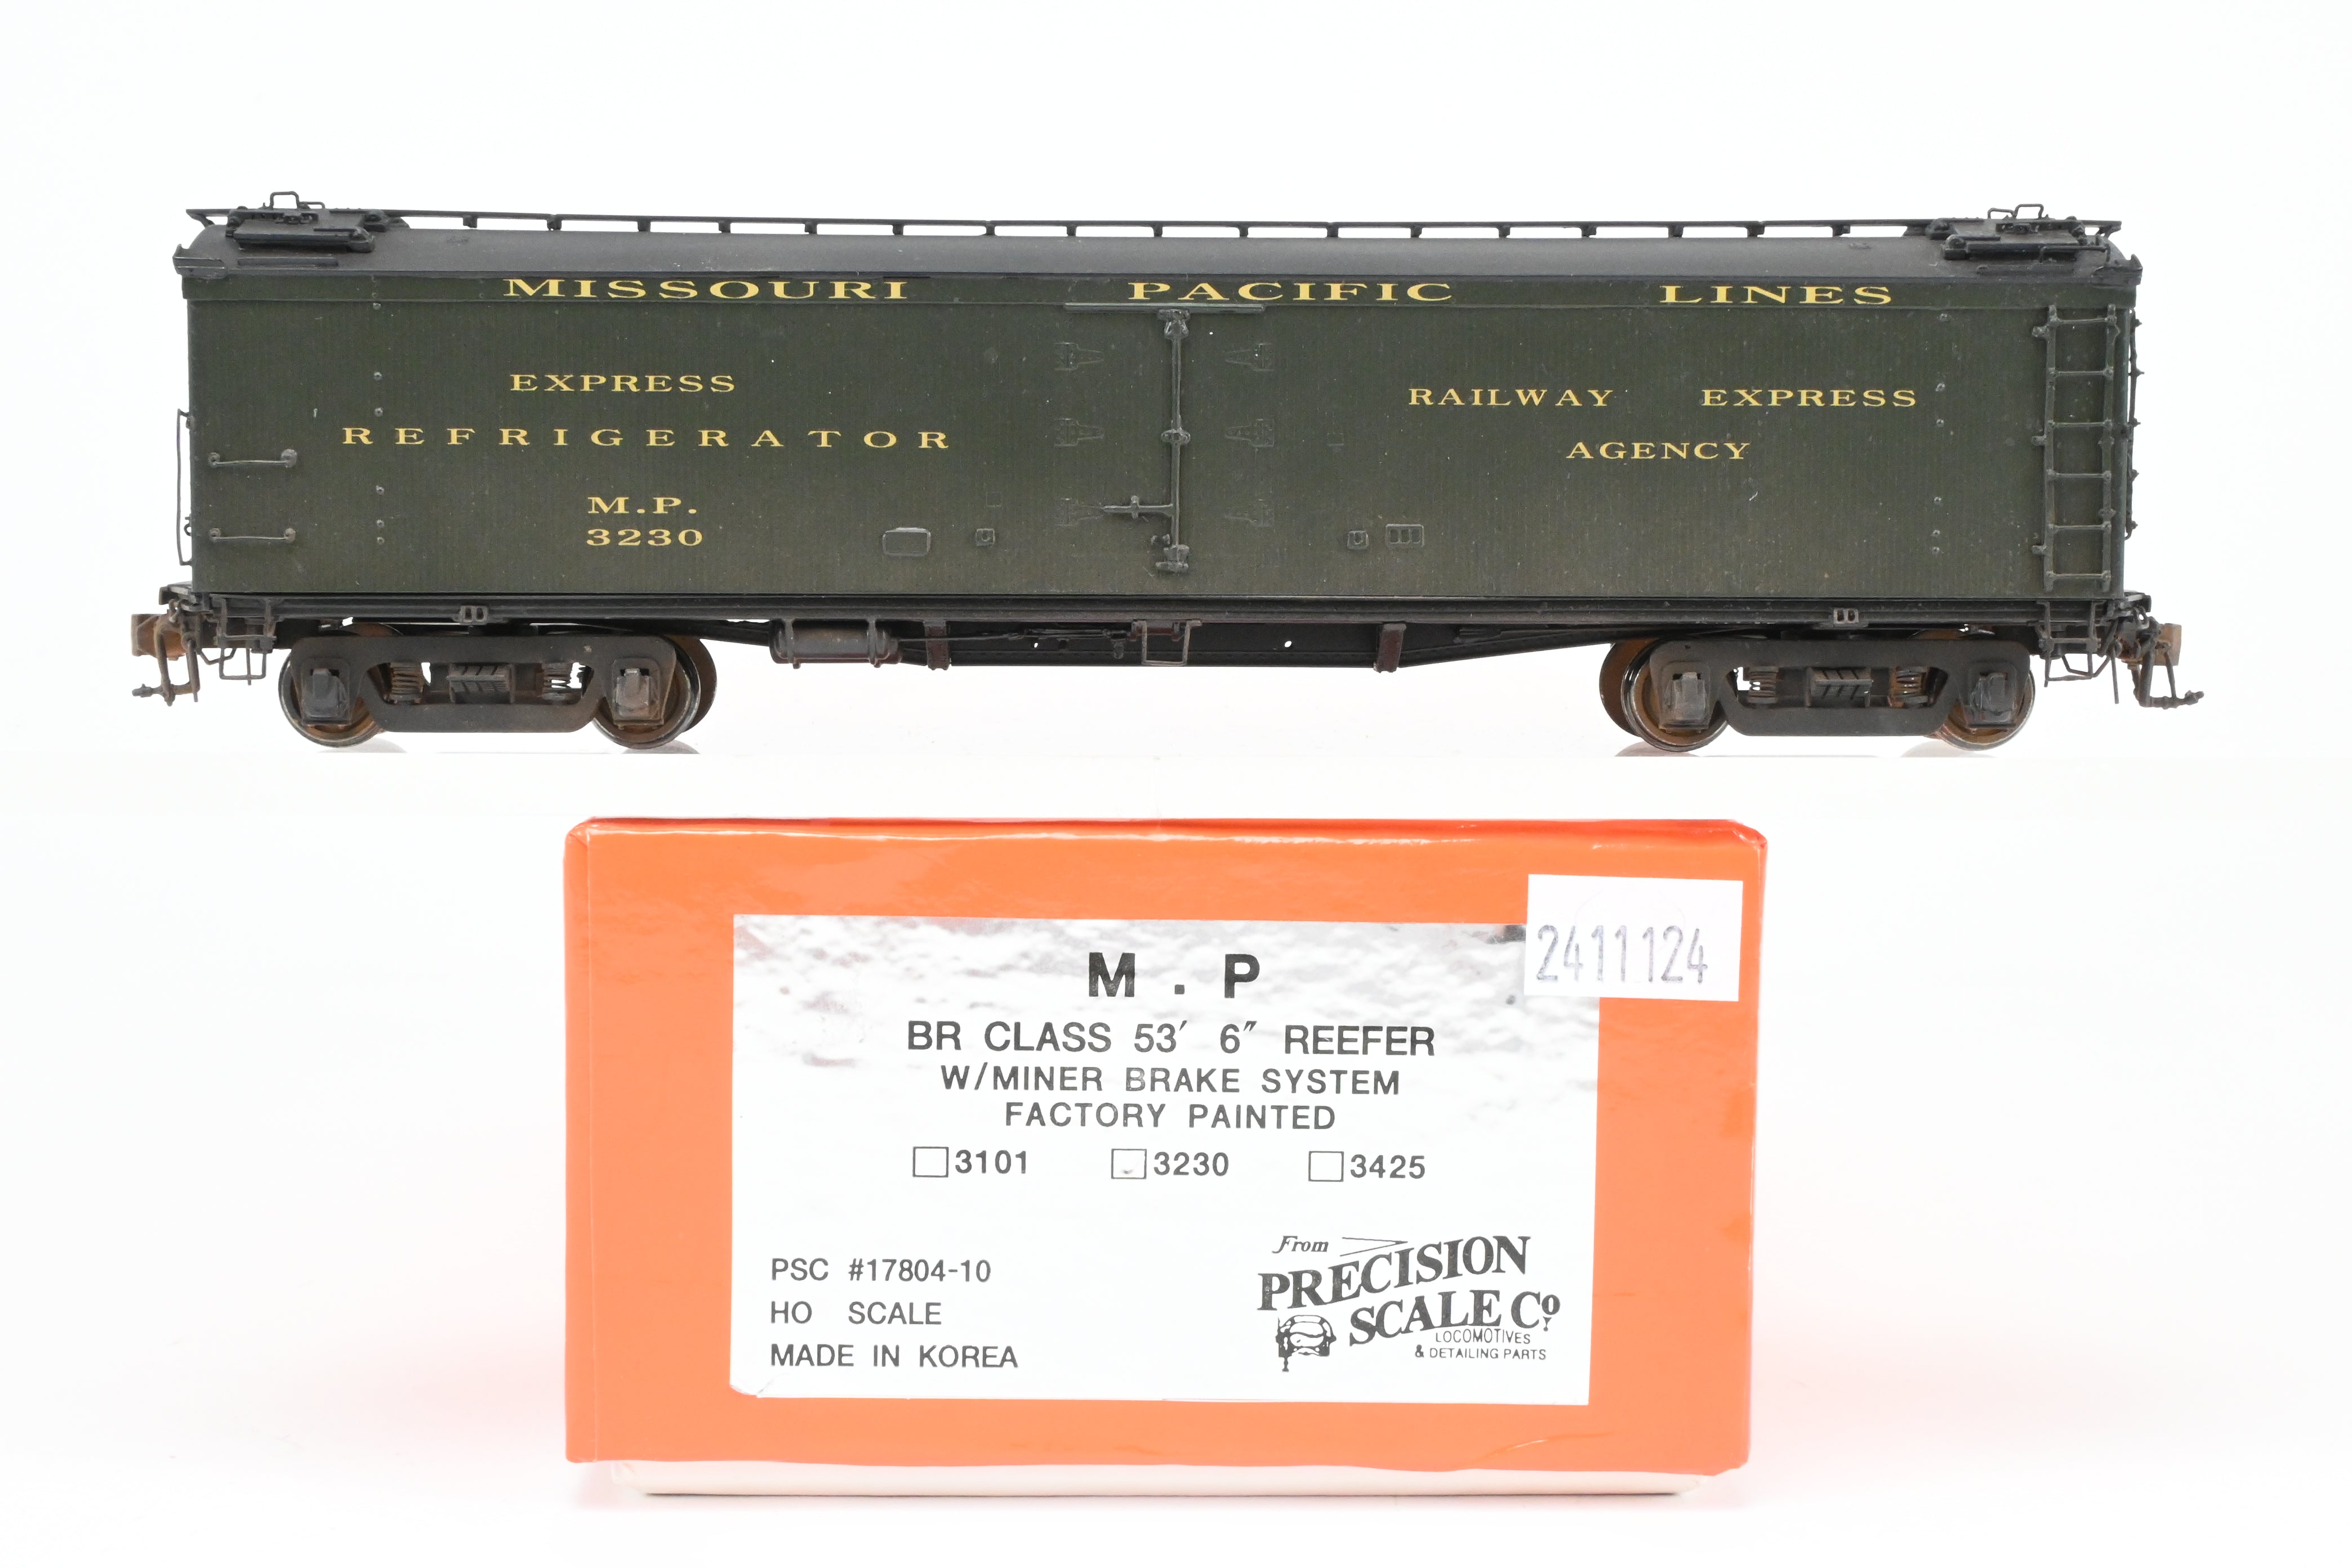 MISSOURI PACIFIC LINES
EXPRESS
REFRIGERATOR
M.P.
3230
RAILWAY EXPRESS
AGENCY
2411124
M . P
BR CLASS 53′ 6″ REEFER
W/MINER BRAKE SYSTEM
FACTORY PAINTED
3101 3230 3425
PSC #17804-10
HO SCALE
MADE IN KOREA
From
PRECISION
SCALE Co.
LOCOMOTIVES
& DETAILING PARTS